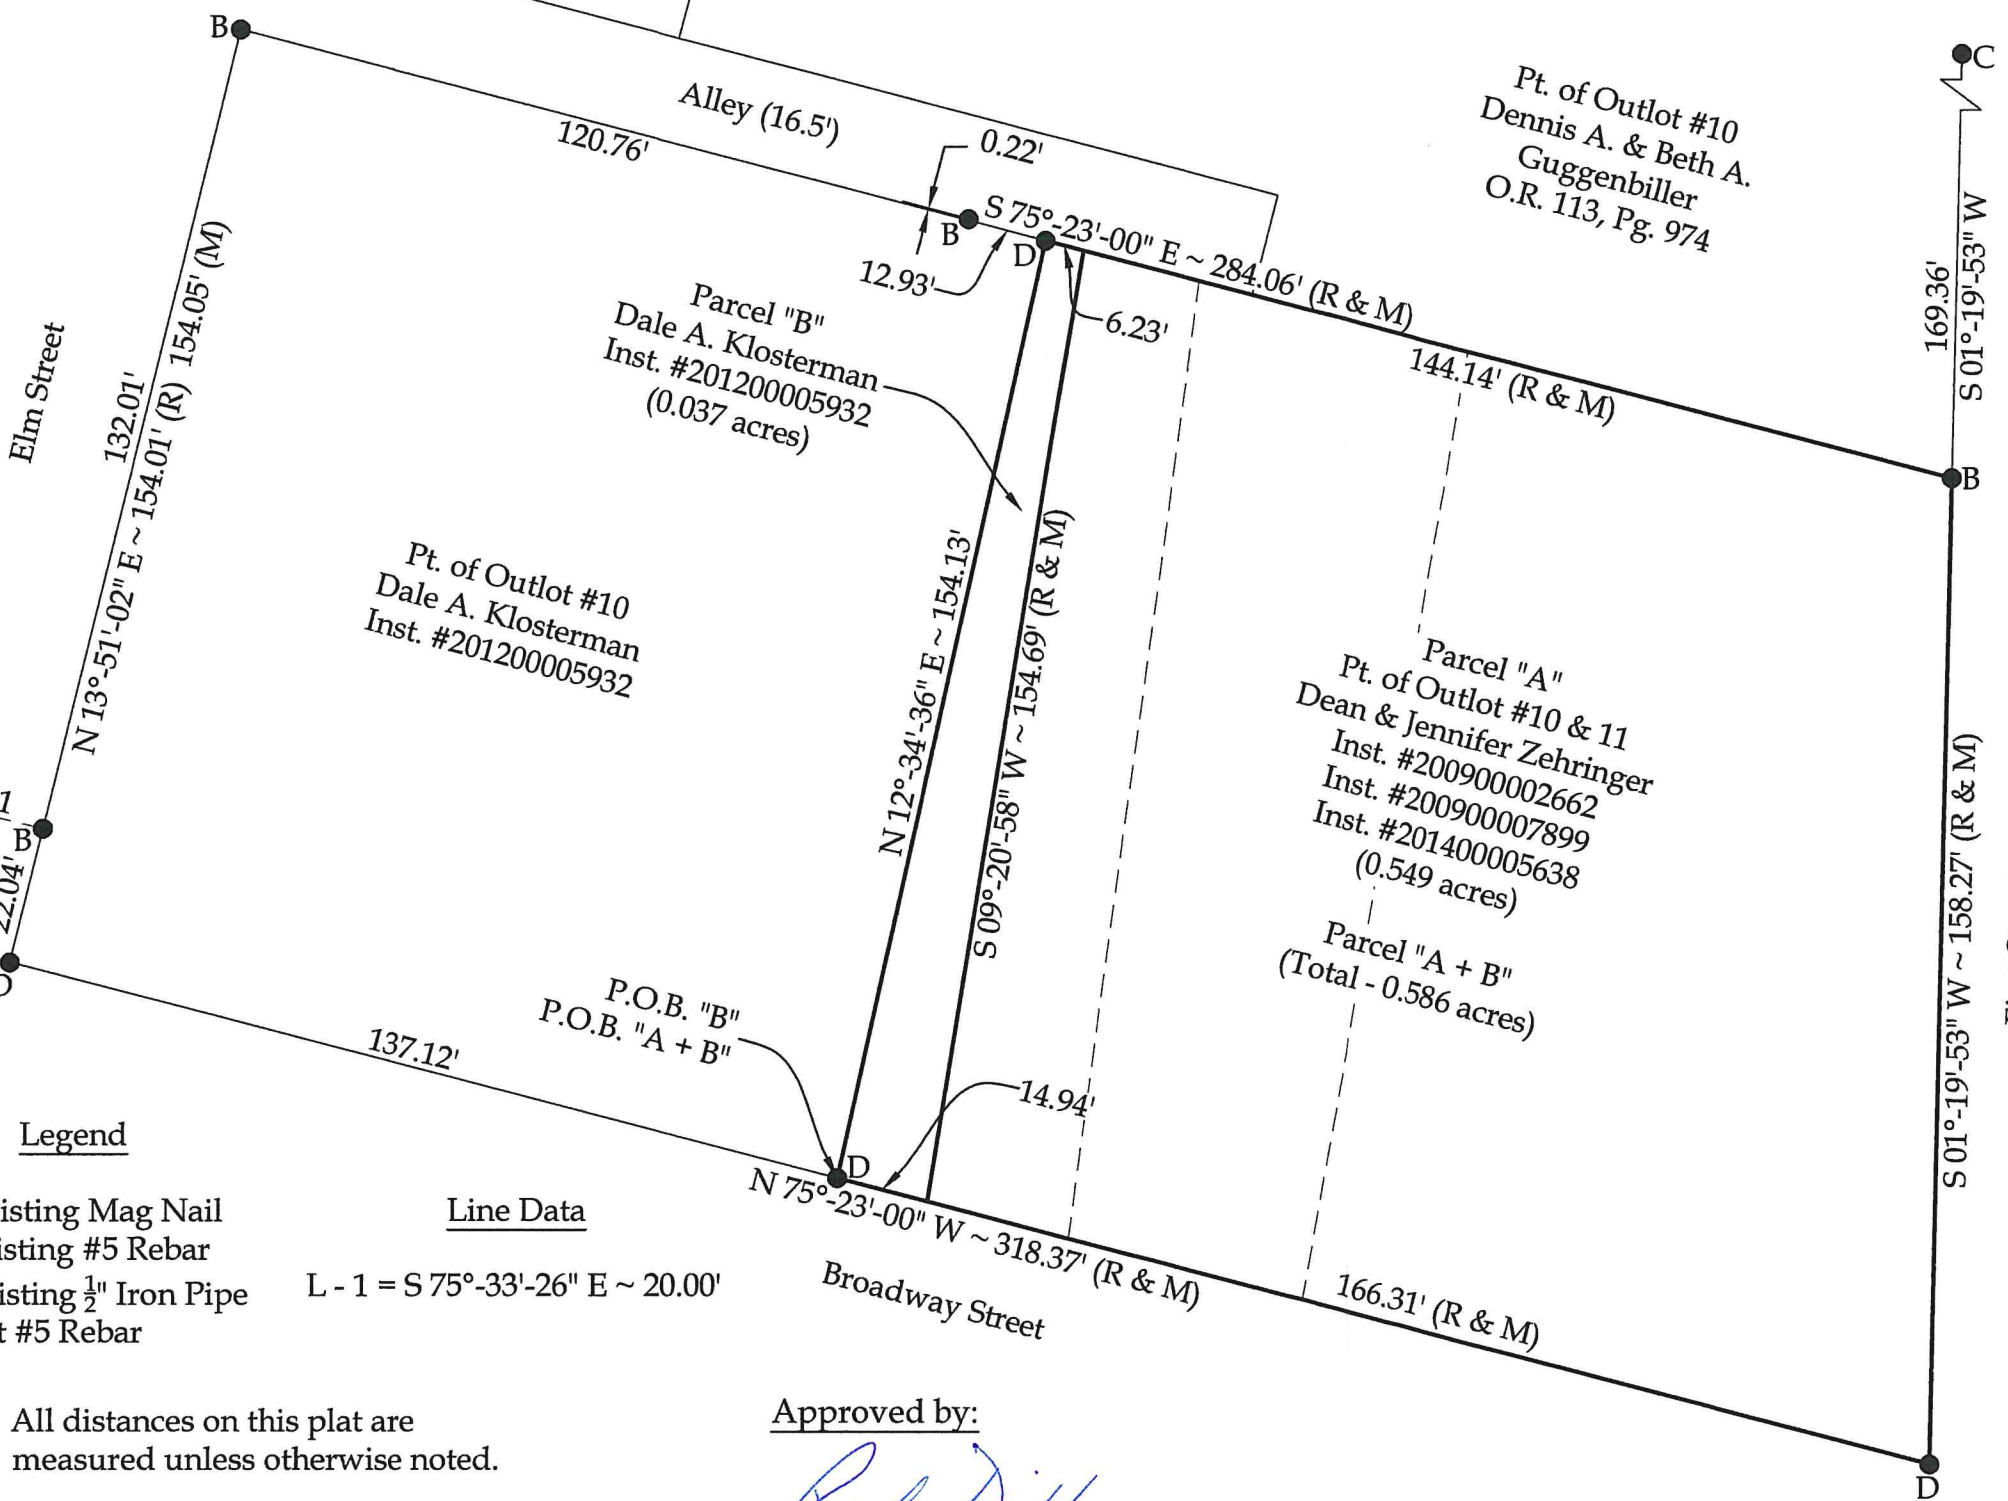 B
C
Alley (16.5')
120.76'
0.22'
Pt. of Outlot #10
Dennis A. & Beth A.
Guggenbiller
O.R. 113, Pg. 974
B
S 75°-23'-00" E ~ 284.06' (R & M)
D
12.93'
6.23'
144.14' (R & M)
169.36'
S 01°-19'-53" W
B
Parcel "B"
Dale A. Klosterman
Inst. #201200005932
(0.037 acres)
Elm Street
132.01'
N 13°-51'-02" E ~ 154.01' (R) 154.05' (M)
Pt. of Outlot #10
Dale A. Klosterman
Inst. #201200005932
N 12°-34'-36" E ~ 154.13'
S 09°-20'-58" W ~ 154.69' (R & M)
Parcel "A"
Pt. of Outlot #10 & 11
Dean & Jennifer Zehringer
Inst. #200900002662
Inst. #200900007899
Inst. #201400005638
(0.549 acres)
Parcel "A + B"
(Total - 0.586 acres)
S 01°-19'-53" W ~ 158.27' (R & M)
1
B
22.04'
D
137.12'
P.O.B. "B"
P.O.B. "A + B"
14.94'
D
N 75°-23'-00" W ~ 318.37' (R & M)
Broadway Street
166.31' (R & M)
D
Legend
isting Mag Nail
isting #5 Rebar
isting ½" Iron Pipe
t #5 Rebar
Line Data
L - 1 = S 75°-33'-26" E ~ 20.00'
All distances on this plat are
measured unless otherwise noted.
Approved by: